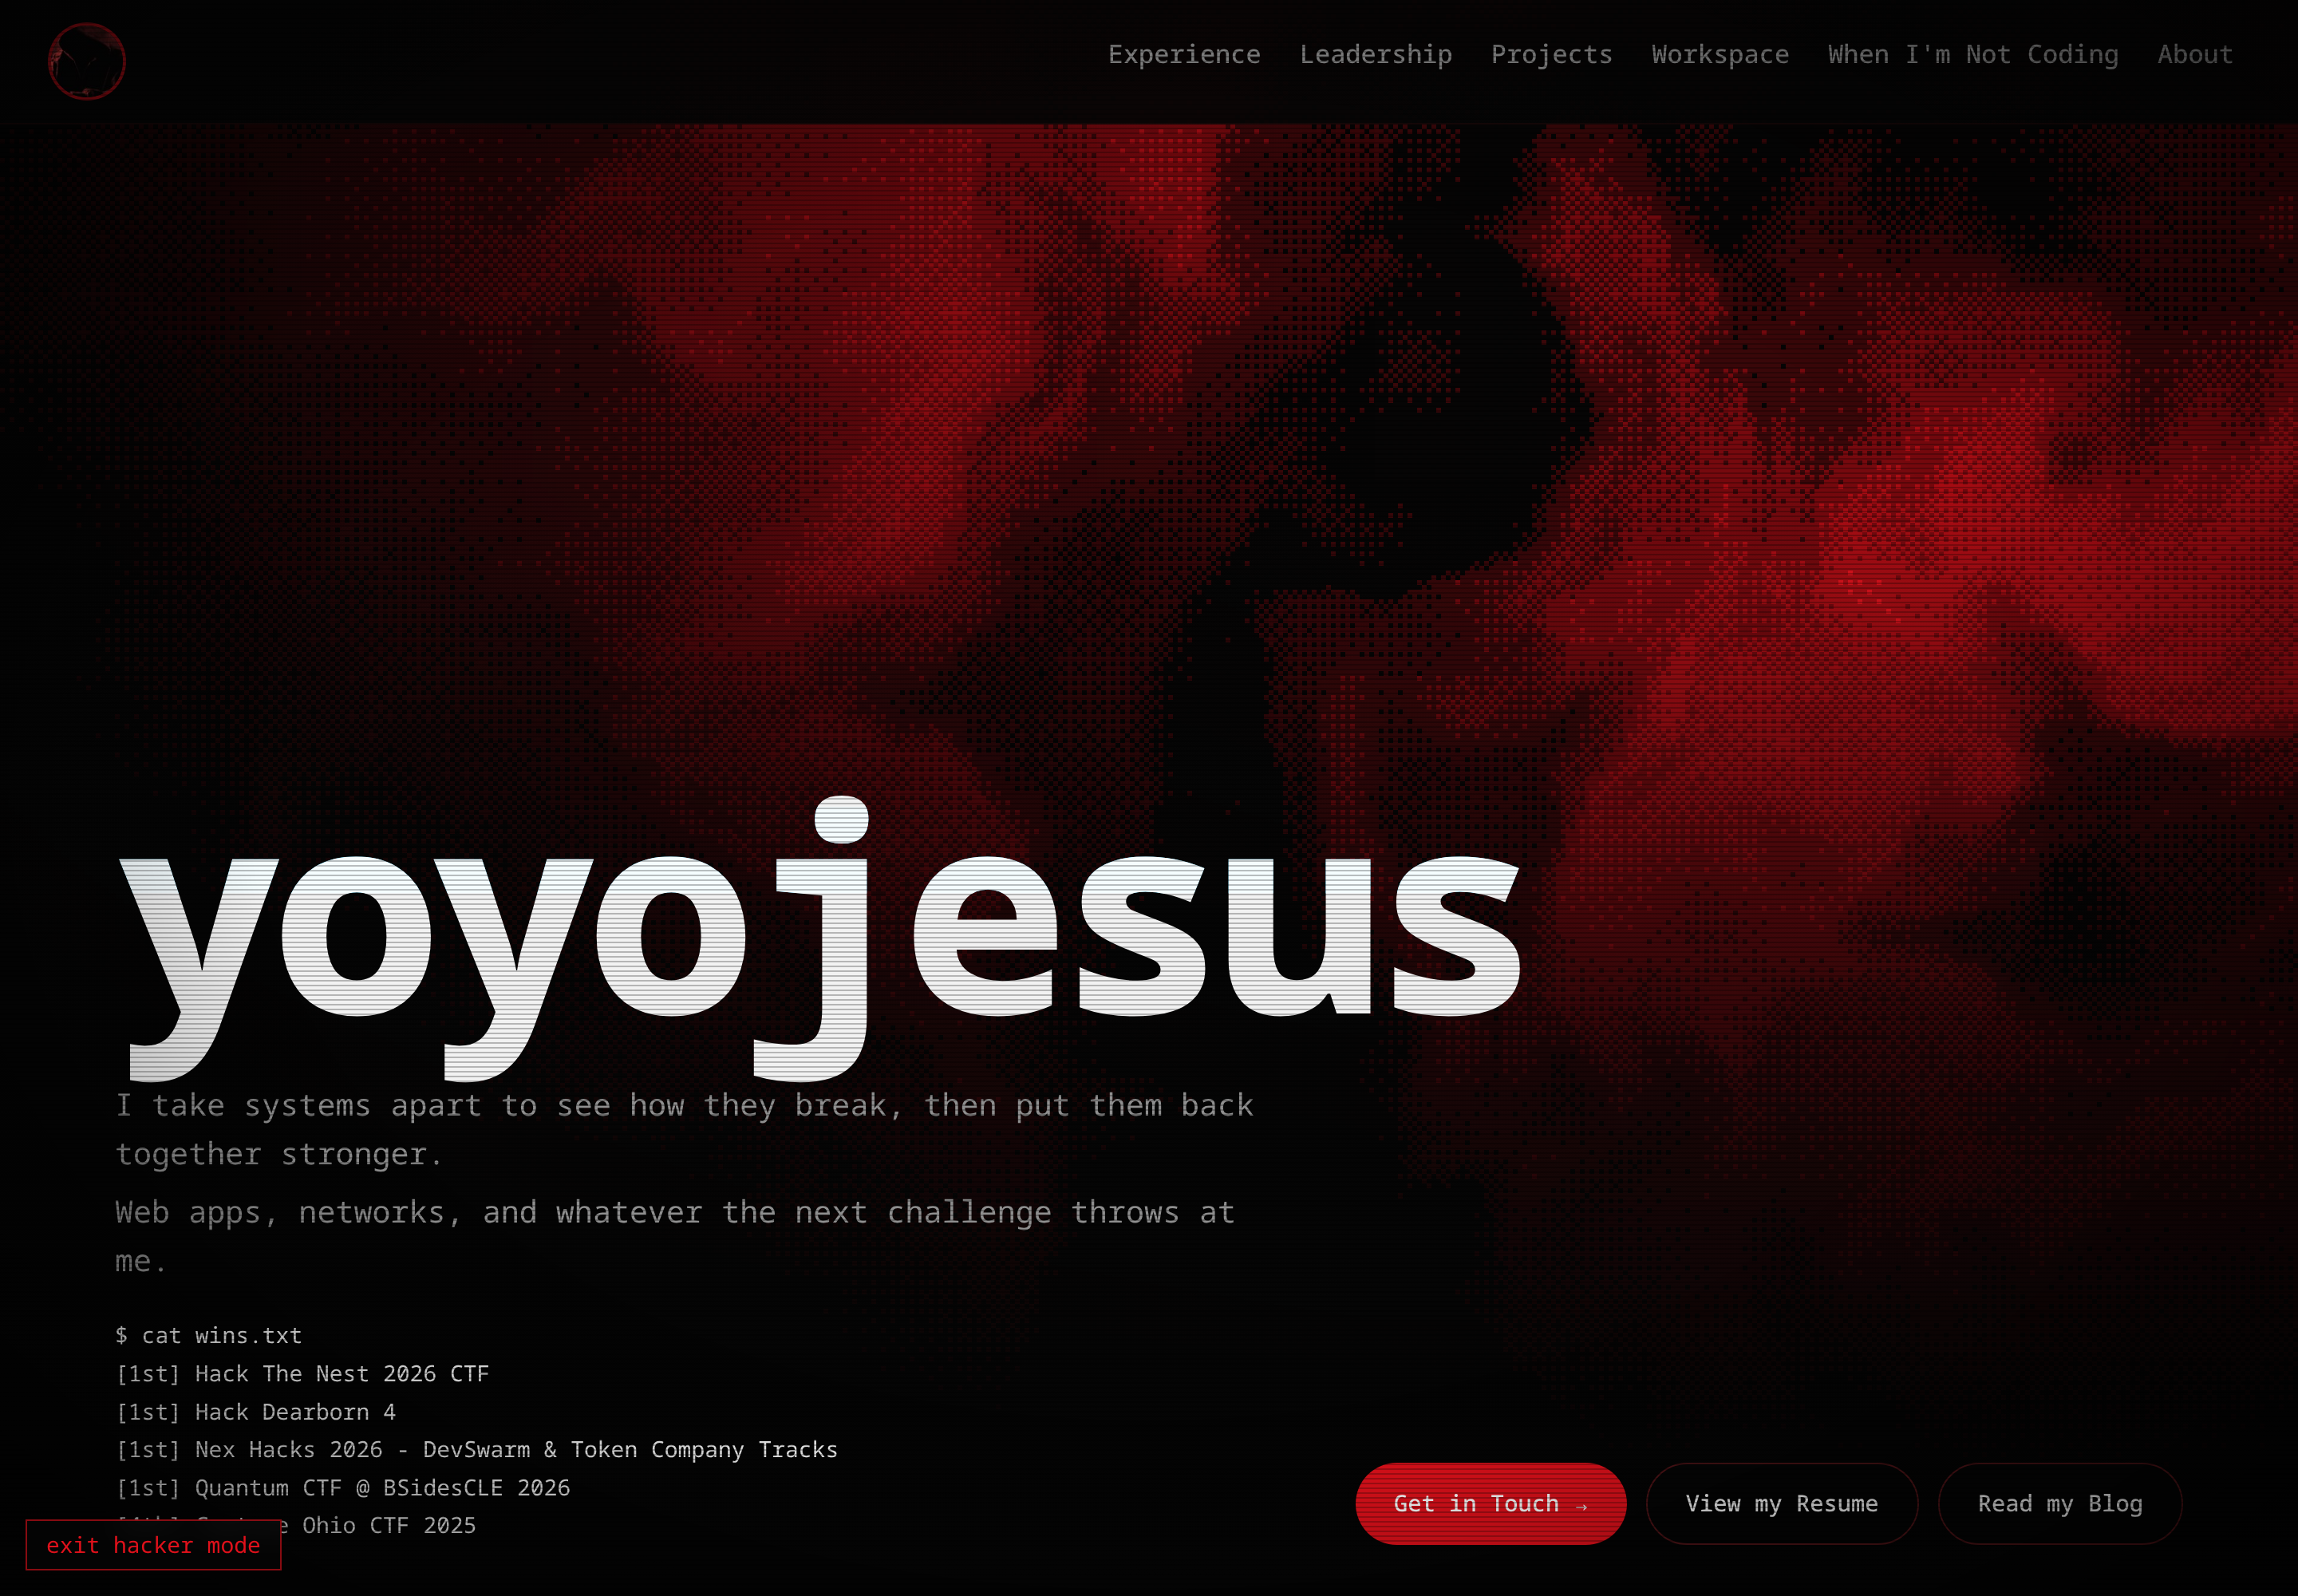 Experience Leadership Projects Workspace When I'm Not Coding About
yoyojesus
I take systems apart to see how they break, then put them back
together stronger.
Web apps, networks, and whatever the next challenge throws at
me.
$ cat wins.txt
[1st] Hack The Nest 2026 CTF
[1st] Hack Dearborn 4
[1st] Nex Hacks 2026 - DevSwarm & Token Company Tracks
[1st] Quantum CTF @ BSidesCLE 2026
Ohio CTF 2025
exit hacker mode
Get in Touch →
View my Resume
Read my Blog